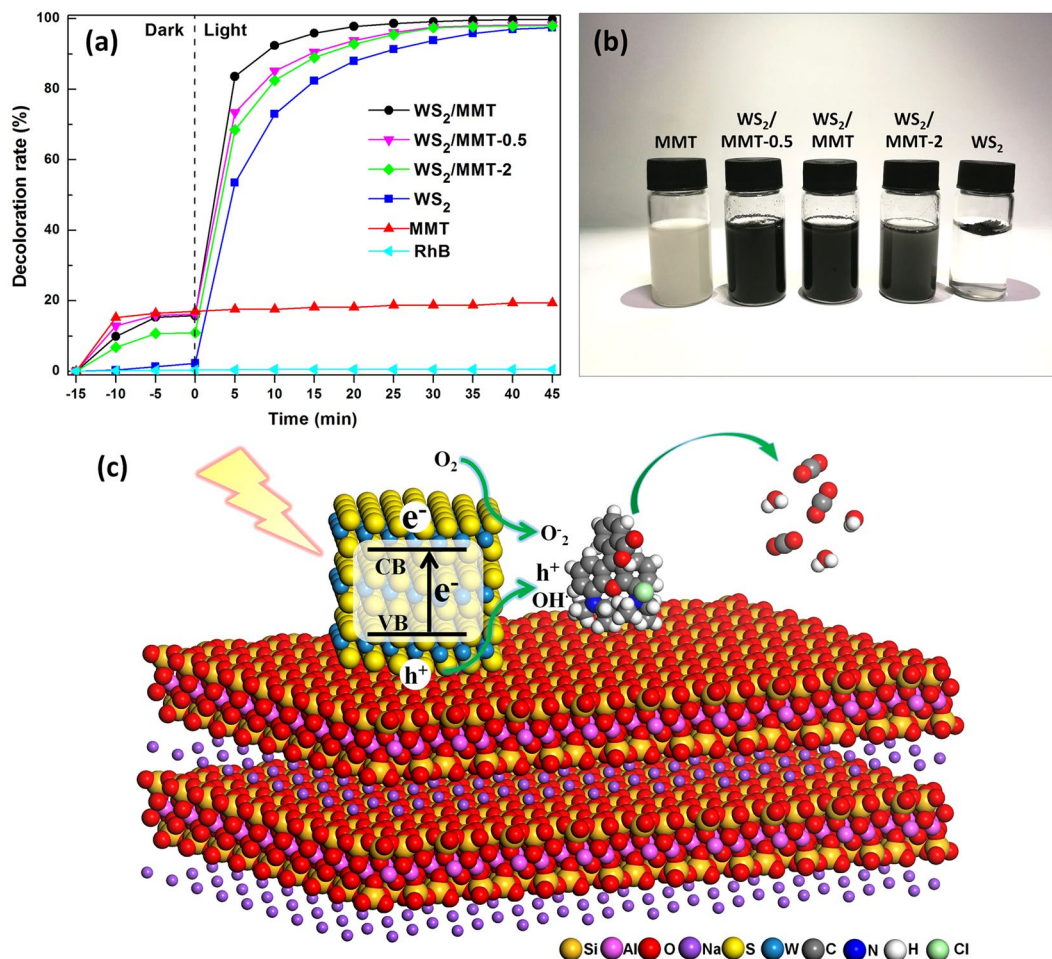 (a)
Dark
Light
Decoloration rate (%)
100
80
60
40
20
0
WS₂/MMT
WS₂/MMT-0.5
WS₂/MMT-2
WS₂
MMT
RhB
-15 -10 -5 0 5 10 15 20 25 30 35 40 45
Time (min)
(b)
MMT
WS₂/
MMT-0.5
WS₂/
MMT
WS₂/
MMT-2
WS₂
(c)
O₂
e⁻
CB
e⁻
VB
h⁺
O⁻₂
h⁺
OH·
Si Al O Na S W C N H Cl